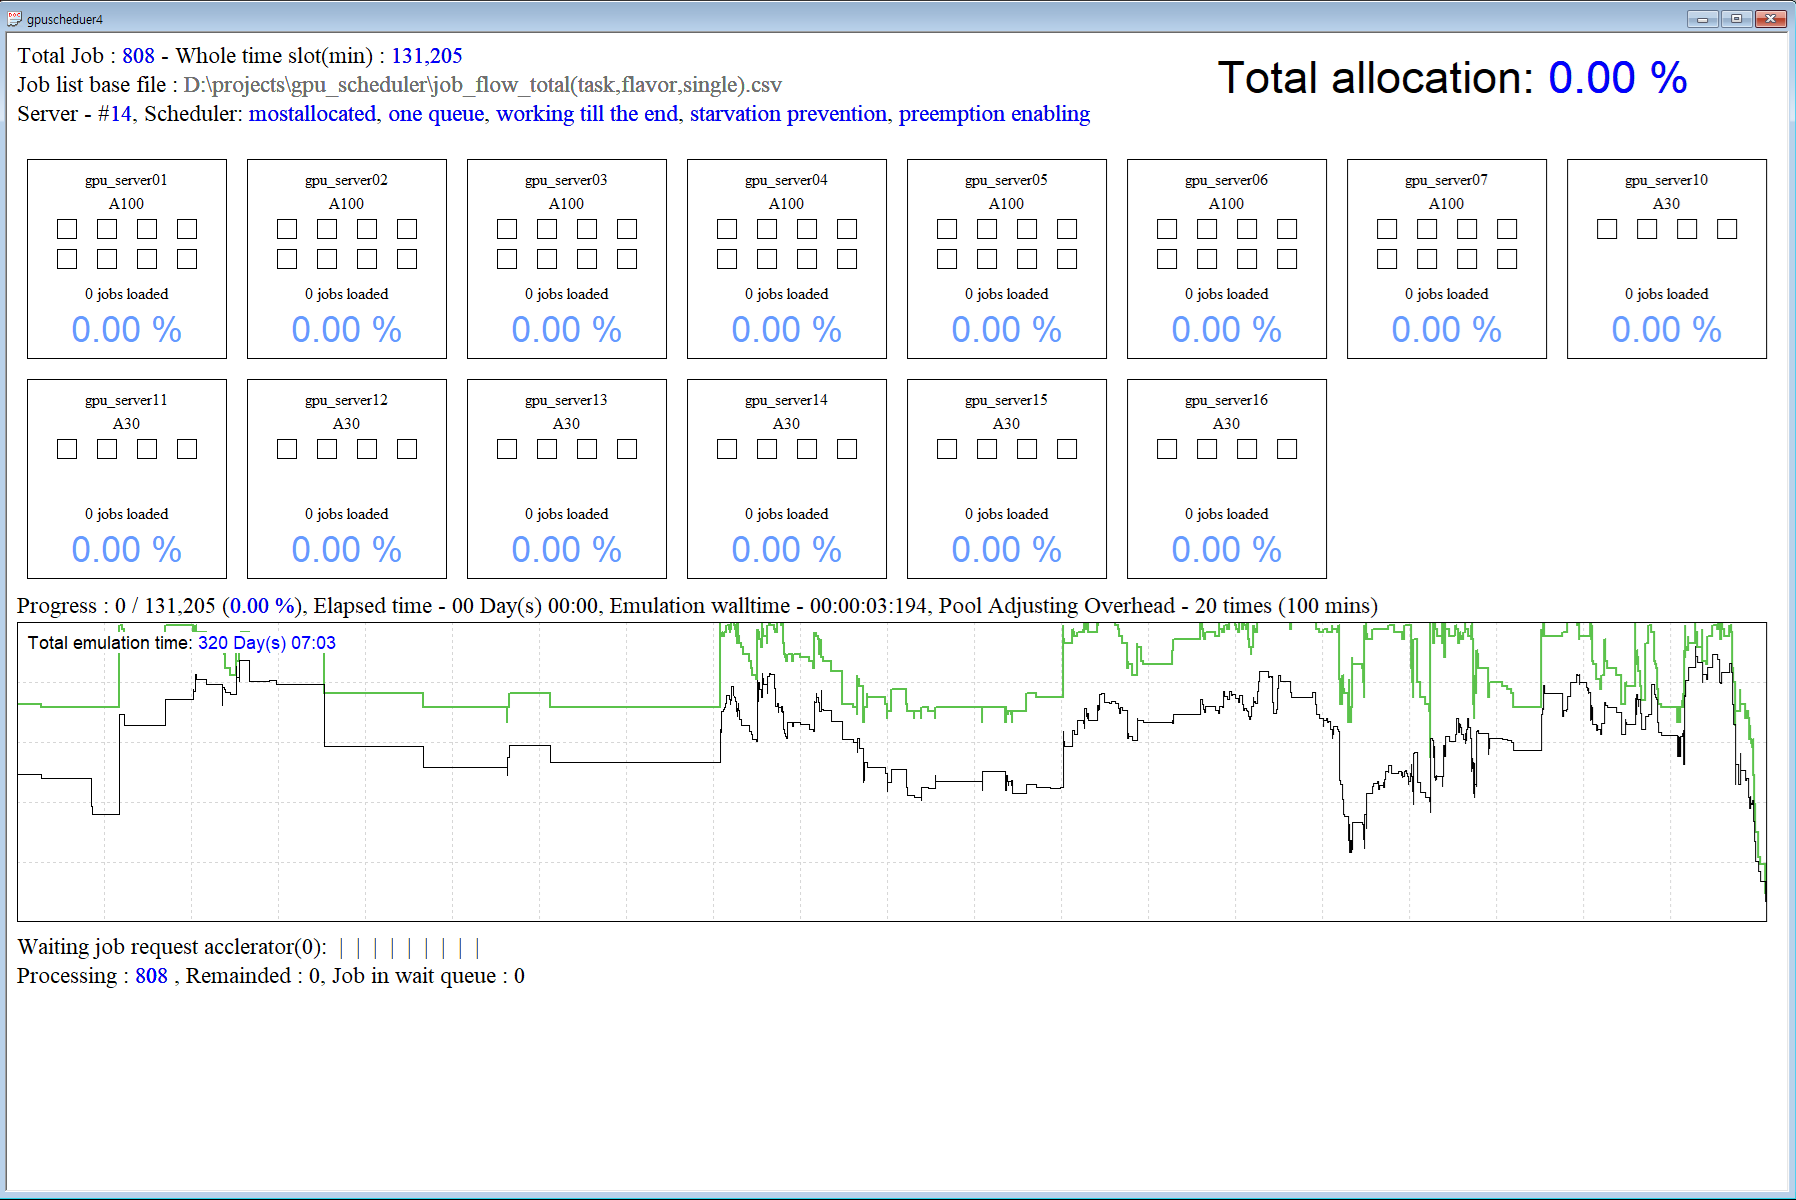 gpuscheduer4
Total Job : 808 - Whole time slot(min) : 131,205
Job list base file : D:\projects\gpu_scheduler\job_flow_total(task,flavor,single).csv
Server - #14, Scheduler: mostallocated, one queue, working till the end, starvation prevention, preemption enabling
Total allocation: 0.00 %
gpu_server01
A100
0 jobs loaded
0.00 %
gpu_server02
A100
0 jobs loaded
0.00 %
gpu_server03
A100
0 jobs loaded
0.00 %
gpu_server04
A100
0 jobs loaded
0.00 %
gpu_server05
A100
0 jobs loaded
0.00 %
gpu_server06
A100
0 jobs loaded
0.00 %
gpu_server07
A100
0 jobs loaded
0.00 %
gpu_server10
A30
0 jobs loaded
0.00 %
gpu_server11
A30
0 jobs loaded
0.00 %
gpu_server12
A30
0 jobs loaded
0.00 %
gpu_server13
A30
0 jobs loaded
0.00 %
gpu_server14
A30
0 jobs loaded
0.00 %
gpu_server15
A30
0 jobs loaded
0.00 %
gpu_server16
A30
0 jobs loaded
0.00 %
Progress : 0 / 131,205 (0.00 %), Elapsed time - 00 Day(s) 00:00, Emulation walltime - 00:00:03:194, Pool Adjusting Overhead - 20 times (100 mins)
Total emulation time: 320 Day(s) 07:03
Waiting job request acclerator(0): | | | | | | | | |
Processing : 808 , Remainded : 0, Job in wait queue : 0